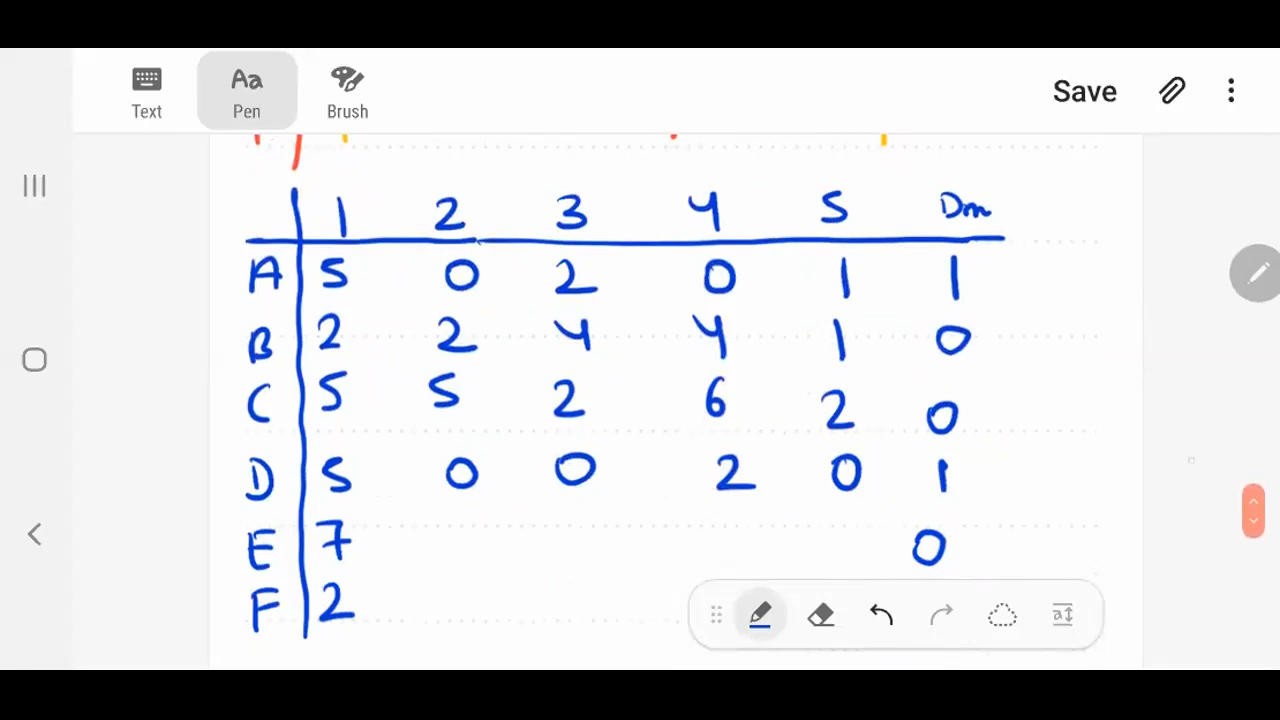 Text Aa Pen Brush Save
1 2 3 4 5 Dm
A 5 0 2 0 1 1
B 2 2 4 4 1 0
C 5 5 2 6 2 0
D 5 0 0 2 0 1
E 7 0
F 2